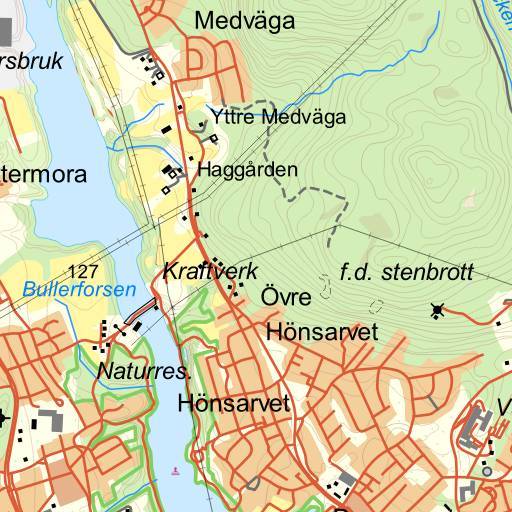 Medväga
rsbruk
Yttre Medväga
Haggården
termora
127
Kraftverk
f.d. stenbrott
Bullerforsen
Övre
Hönsarvet
Naturres.
Hönsarvet